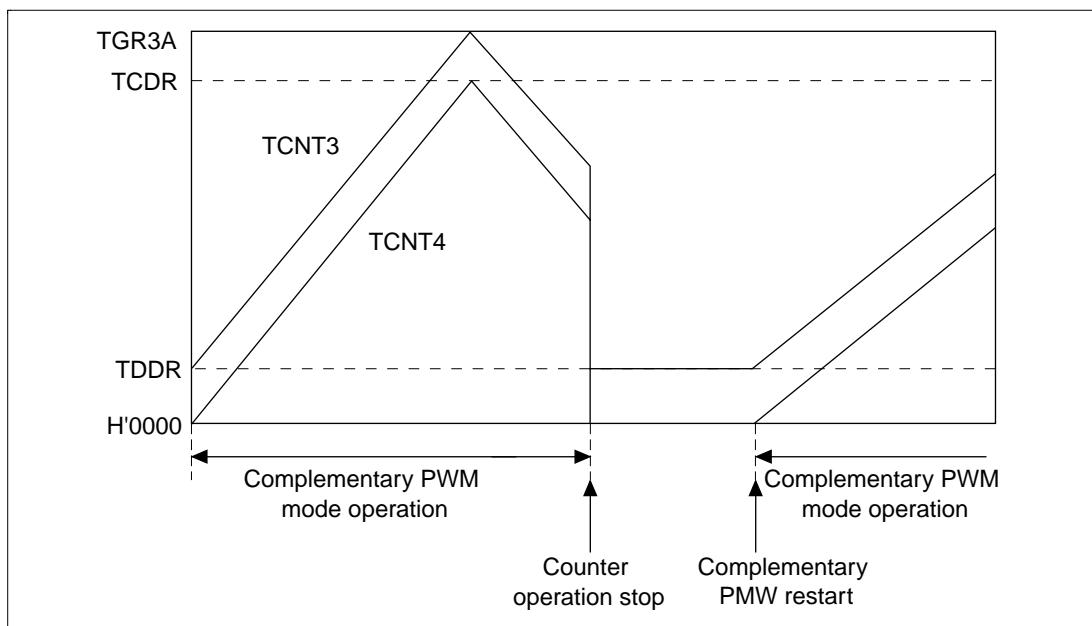 TGR3A
TCDR
TCNT3
TCNT4
TDDR
H'0000
Complementary PWM
mode operation
Complementary PWM
mode operation
Counter
operation stop
Complementary
PMW restart